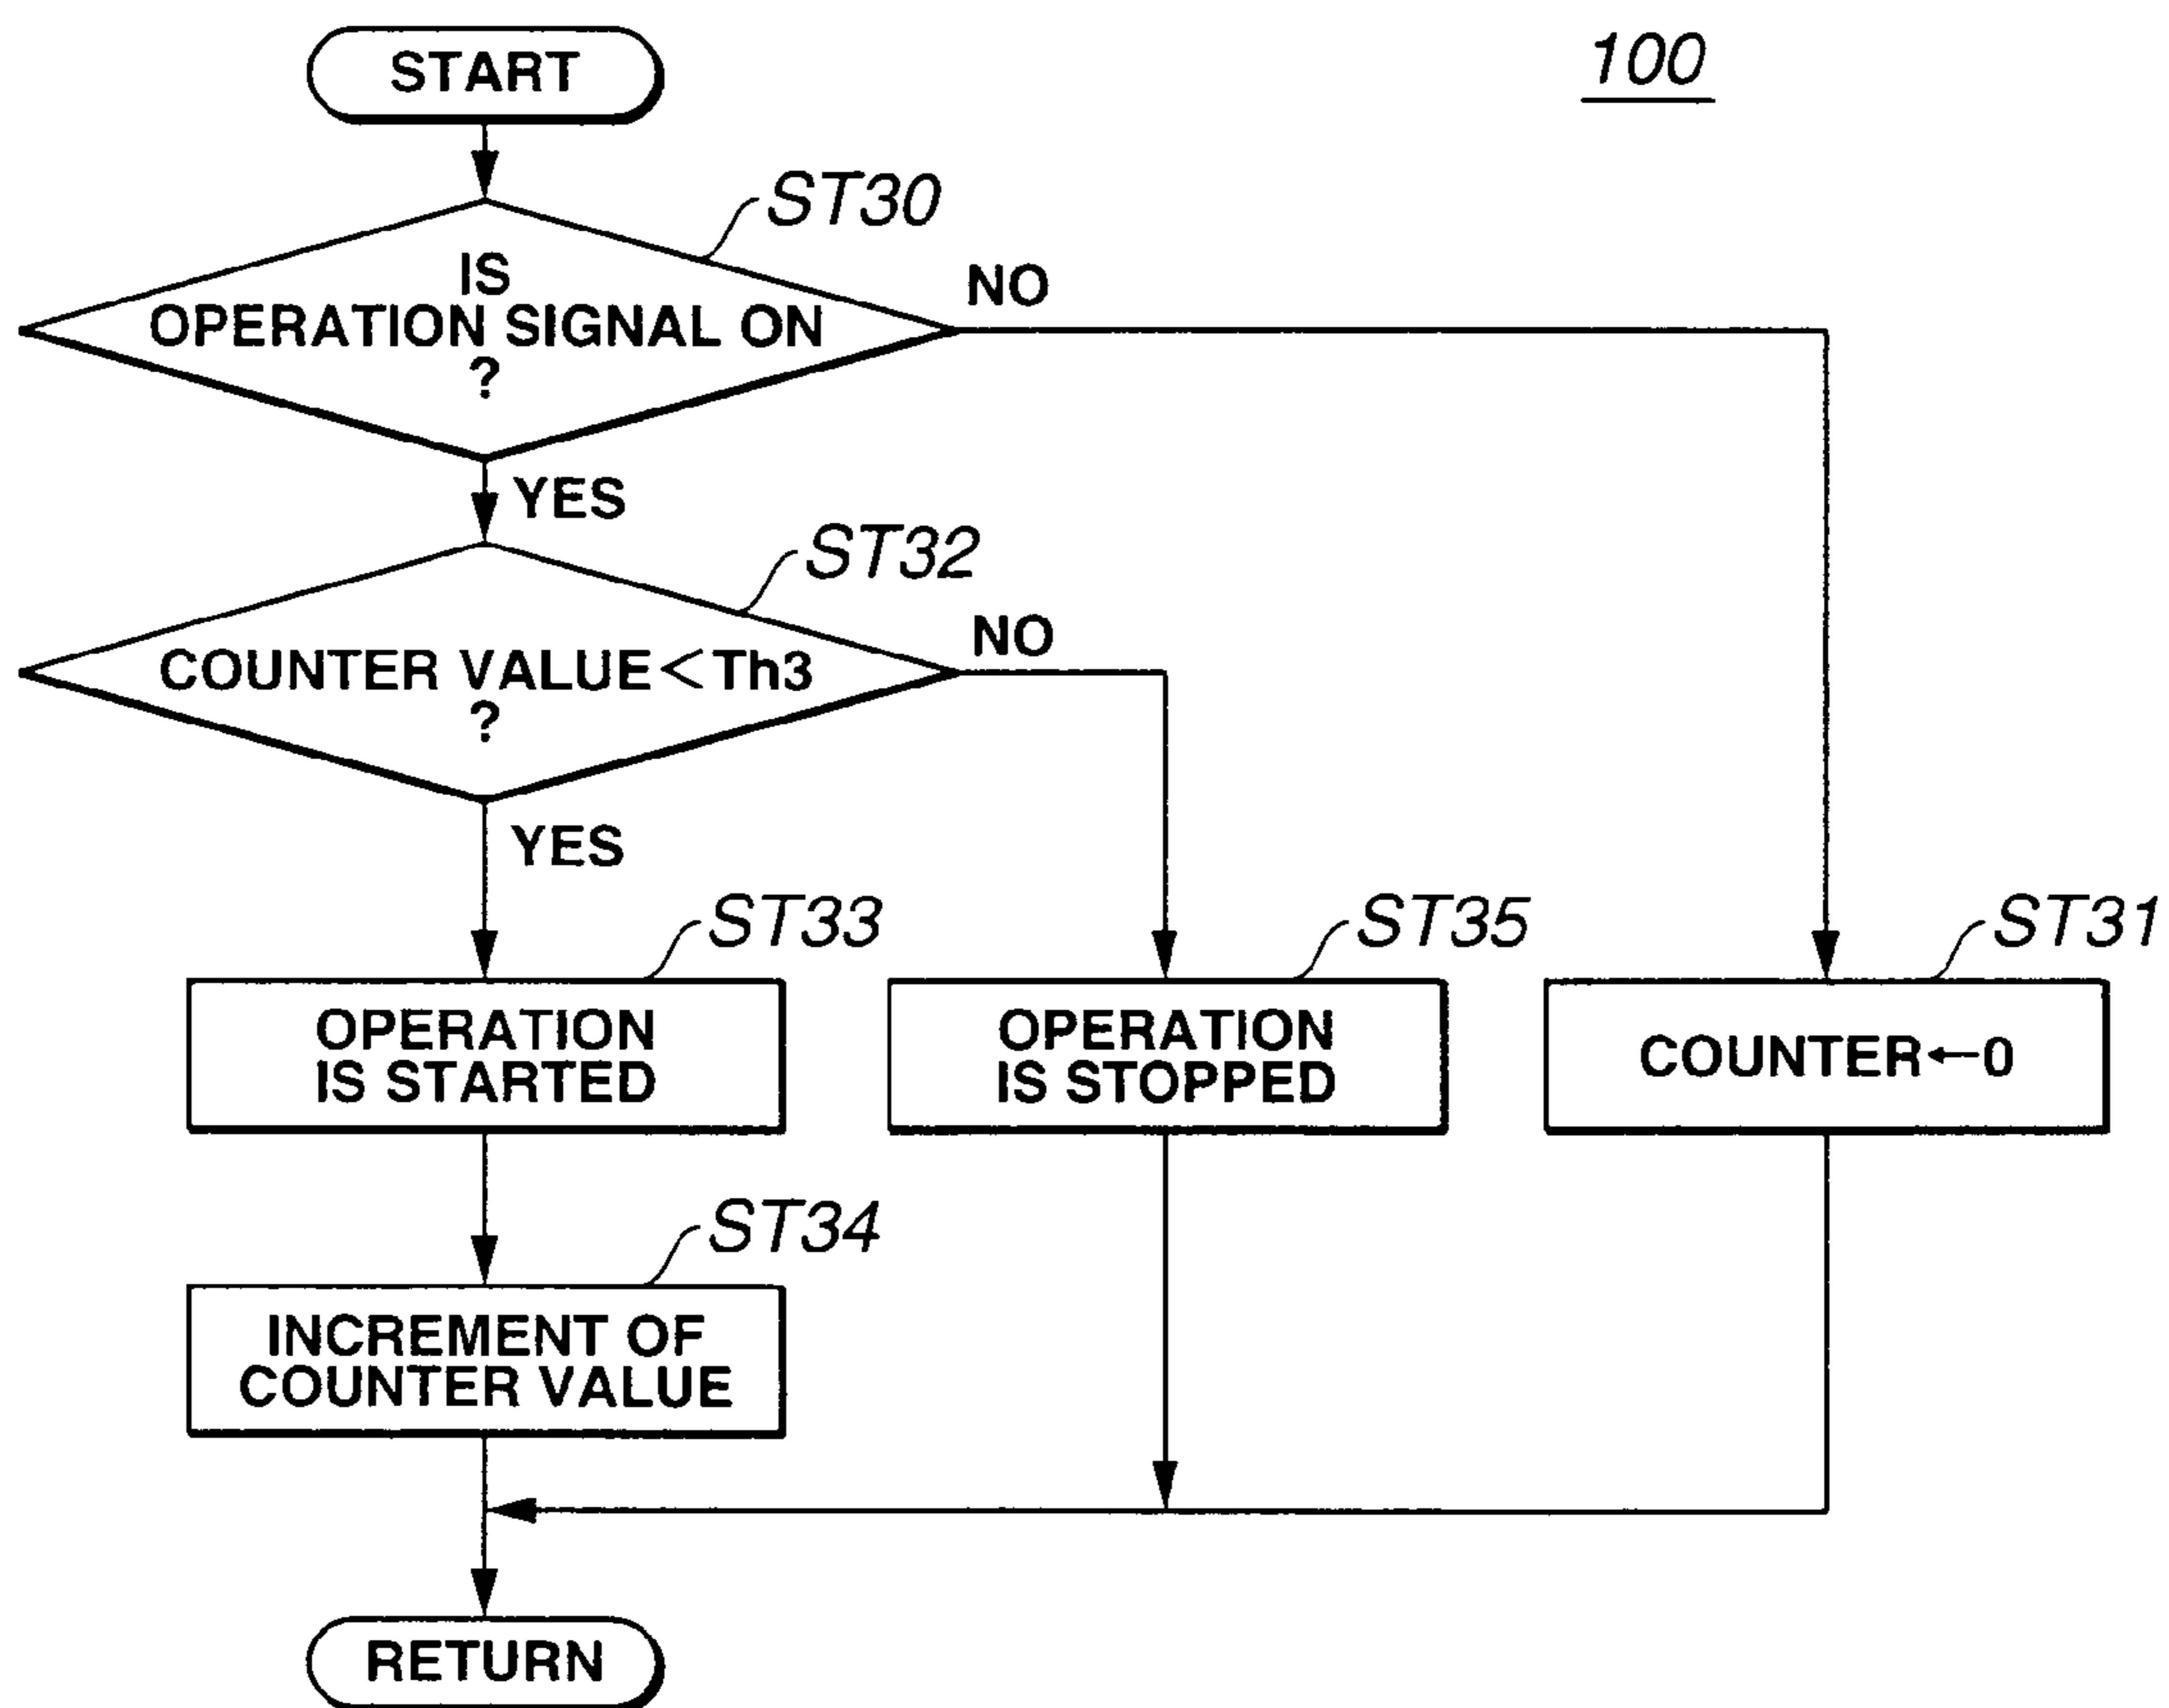 START
100
ST30
IS
OPERATION SIGNAL ON
?
NO
YES
ST32
COUNTER VALUE<Th3
?
NO
YES
ST33
OPERATION
IS STARTED
ST35
OPERATION
IS STOPPED
ST31
COUNTER←0
ST34
INCREMENT OF
COUNTER VALUE
RETURN